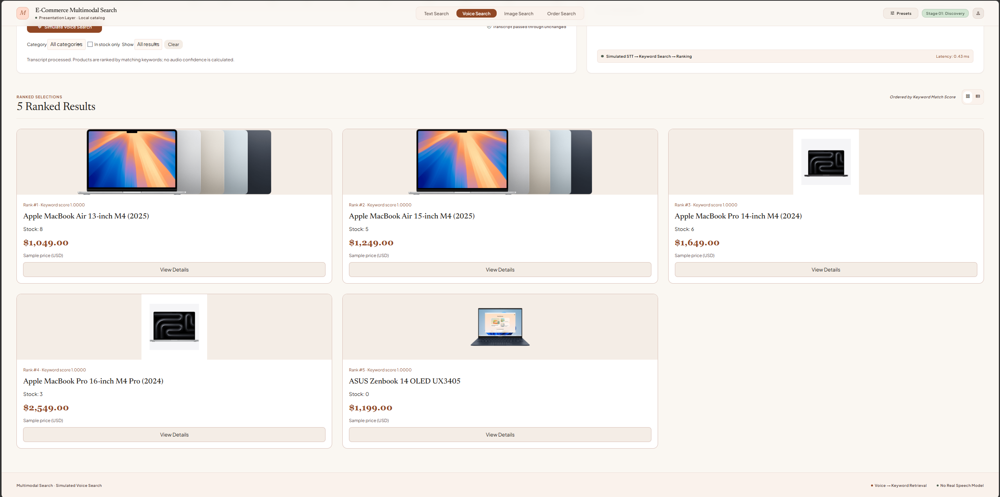 M
E-Commerce Multimodal Search
Presentation Layer · Local catalog
Text Search
Voice Search
Image Search
Order Search
Presets
Stage 01: Discovery
Simulate Voice Search
Transcript passed through unchanged
Category All categories In stock only Show All results Clear
Transcript processed. Products are ranked by matching keywords; no audio confidence is calculated.
Simulated STT → Keyword Search → Ranking
Latency: 0.43 ms
RANKED SELECTIONS
5 Ranked Results
Ordered by Keyword Match Score
Rank #1 · Keyword score 1.0000
Apple MacBook Air 13-inch M4 (2025)
Stock: 8
$1,049.00
Sample price (USD)
View Details
Rank #2 · Keyword score 1.0000
Apple MacBook Air 15-inch M4 (2025)
Stock: 5
$1,249.00
Sample price (USD)
View Details
Rank #3 · Keyword score 1.0000
Apple MacBook Pro 14-inch M4 (2024)
Stock: 6
$1,649.00
Sample price (USD)
View Details
Rank #4 · Keyword score 1.0000
Apple MacBook Pro 16-inch M4 Pro (2024)
Stock: 3
$2,549.00
Sample price (USD)
View Details
Rank #5 · Keyword score 1.0000
ASUS Zenbook 14 OLED UX3405
Stock: 0
$1,199.00
Sample price (USD)
View Details
Multimodal Search · Simulated Voice Search
Voice → Keyword Retrieval
No Real Speech Model